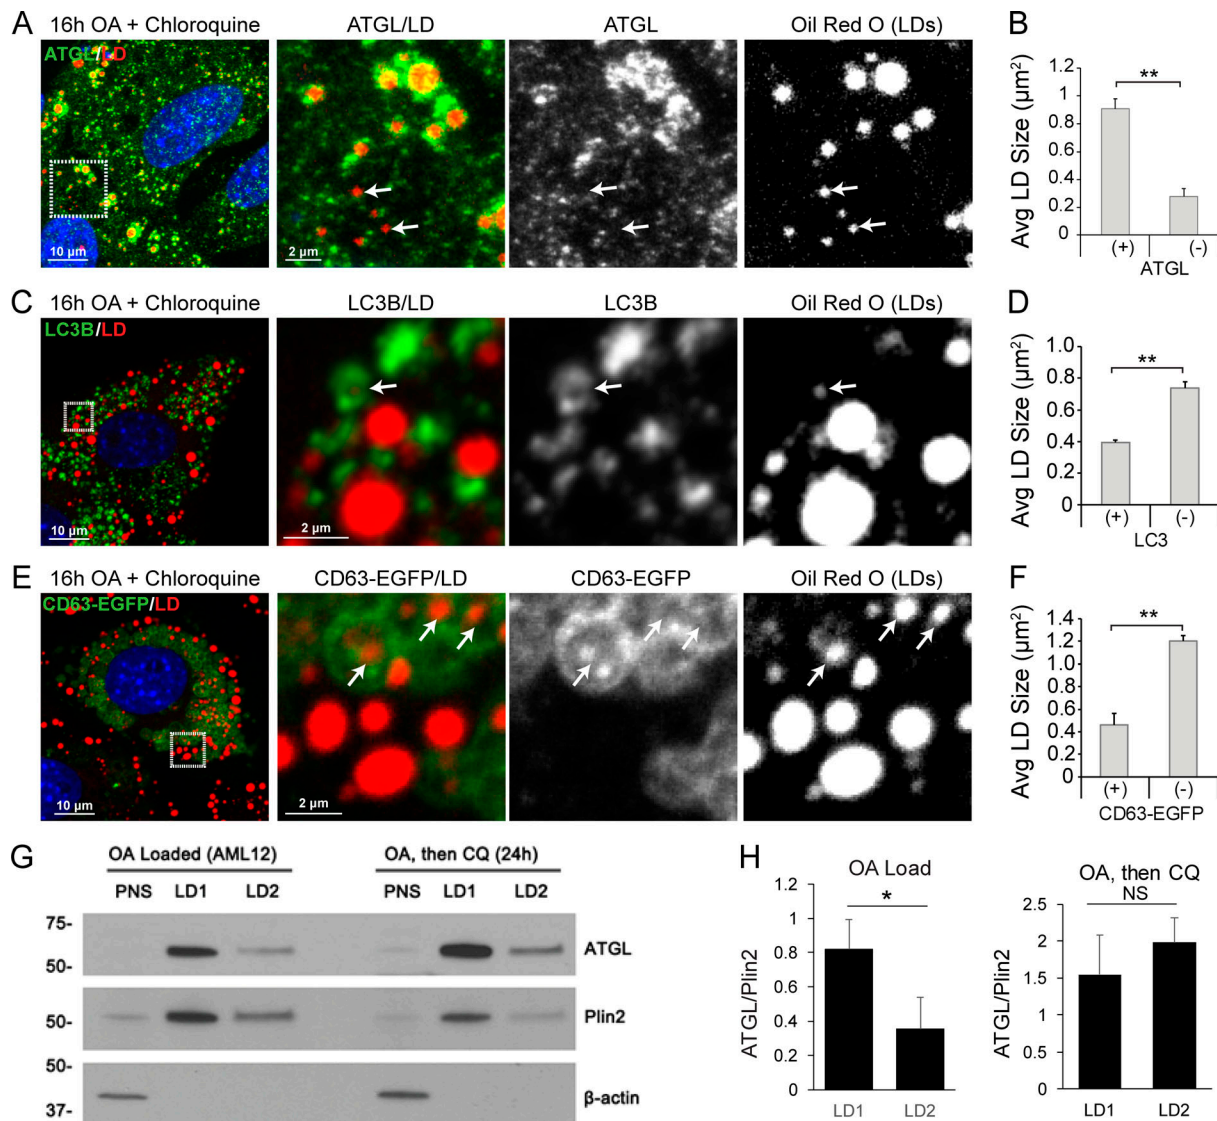 A
16h OA + Chloroquine
ATGL/LD
ATGL
Oil Red O (LDs)
ATGL/LD
10 µm
2 µm
B
Avg LD Size (µm²)
1.2
1
0.8
0.6
0.4
0.2
0
**
(+)
(-)
ATGL
C
16h OA + Chloroquine
LC3B/LD
LC3B
Oil Red O (LDs)
LC3B/LD
10 µm
2 µm
D
Avg LD Size (µm²)
1.0
0.8
0.6
0.4
0.2
0
**
(+)
(-)
LC3
E
16h OA + Chloroquine
CD63-EGFP/LD
CD63-EGFP
Oil Red O (LDs)
CD63-EGFP/LD
10 µm
2 µm
F
Avg LD Size (µm²)
1.4
1.2
1
0.8
0.6
0.4
0.2
0
**
(+)
(-)
CD63-EGFP
G
OA Loaded (AML12)
OA, then CQ (24h)
PNS LD1 LD2 PNS LD1 LD2
75-
50-
ATGL
50-
Plin2
50-
37-
β-actin
H
OA Load
*
ATGL/Plin2
1
0.8
0.6
0.4
0.2
0
LD1 LD2
OA, then CQ
NS
ATGL/Plin2
2.5
2
1.5
1
0.5
0
LD1 LD2